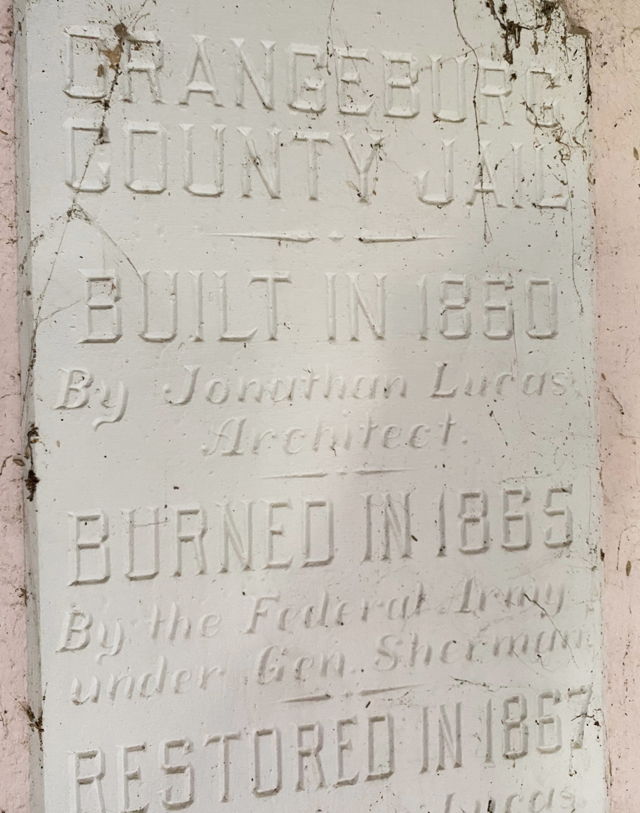 ORANGEBURG
COUNTY JAIL
BUILT IN 1860
By Jonathan Lucas,
Architect.
BURNED IN 1865
By the Federal Army
under Gen. Sherman.
RESTORED IN 1867
Lucas